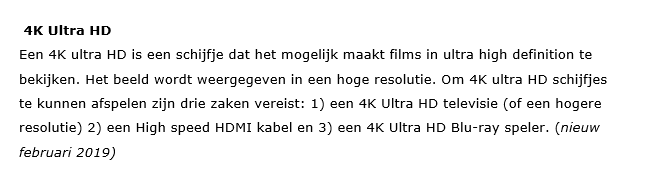 4K Ultra HD
Een 4K ultra HD is een schijfje dat het mogelijk maakt films in ultra high definition te
bekijken. Het beeld wordt weergegeven in een hoge resolutie. Om 4K ultra HD schijfjes
te kunnen afspelen zijn drie zaken vereist: 1) een 4K Ultra HD televisie (of een hogere
resolutie) 2) een High speed HDMI kabel en 3) een 4K Ultra HD Blu-ray speler. (nieuw
februari 2019)